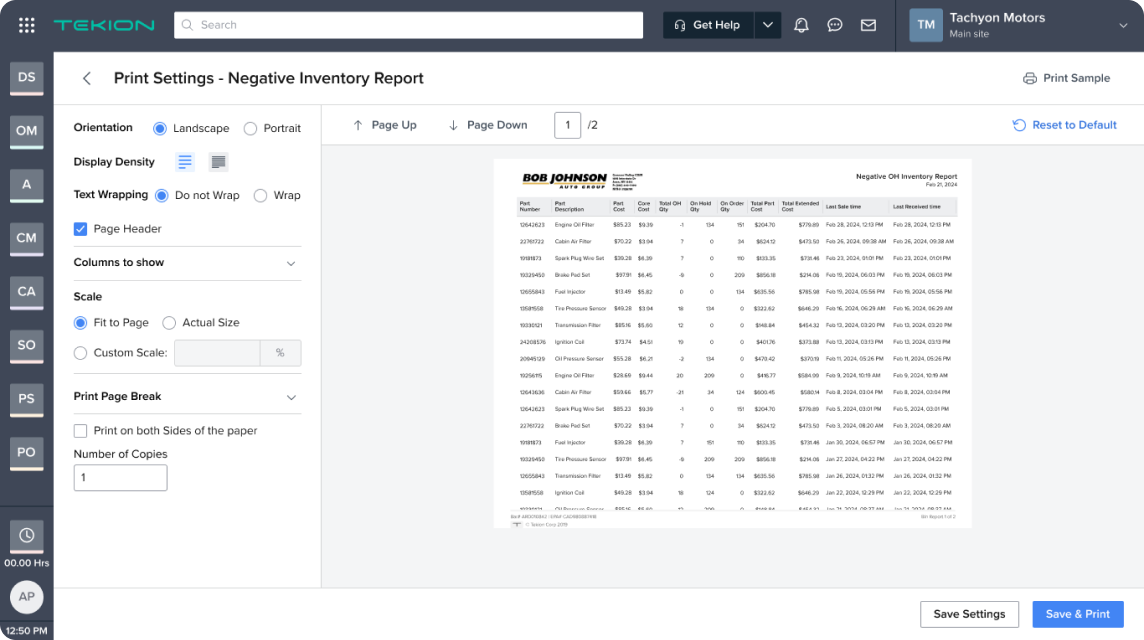 TEKION
Search
Get Help
TM
Tachyon Motors
Main site
DS
OM
A
CM
CA
SO
PS
PO
00.00 Hrs
AP
12:50 PM
Print Settings - Negative Inventory Report
Print Sample
Orientation Landscape Portrait
Display Density
Text Wrapping Do not Wrap Wrap
Page Header
Columns to show
Scale
Fit to Page Actual Size
Custom Scale: %
Print Page Break
Print on both Sides of the paper
Number of Copies
1
Page Up Page Down 1 /2
Reset to Default
BOB JOHNSON
AUTO GROUP
Negative OH Inventory Report
Feb 21, 2024
Part Number Part Description Part Cost Core Cost Total OH Qty On Hold Qty On Order Qty Total Part Cost Total Extended Cost Last Sale time Last Received time
12642623 Engine Oil Filter $85.23 $9.39 -1 134 151 $204.70 $779.89 Feb 28, 2024, 12:13 PM Feb 28, 2024, 12:13 PM
22761722 Cabin Air Filter $70.22 $3.94 7 0 34 $624.12 $473.50 Feb 26, 2024, 09:38 AM Feb 26, 2024, 09:38 AM
19181873 Spark Plug Wire Set $39.28 $8.39 7 0 110 $133.35 $731.46 Feb 23, 2024, 01:01 PM Feb 23, 2024, 01:01 PM
19329450 Brake Pad Set $97.91 $6.45 -9 0 209 $856.18 $214.06 Feb 19, 2024, 06:03 PM Feb 19, 2024, 06:03 PM
12655843 Fuel Injector $13.49 $5.82 0 0 134 $635.56 $785.98 Feb 19, 2024, 05:56 PM Feb 19, 2024, 05:56 PM
13581558 Tire Pressure Sensor $49.28 $3.94 18 134 0 $322.62 $646.29 Feb 16, 2024, 06:29 AM Feb 16, 2024, 06:29 AM
19330121 Transmission Filter $85.16 $5.60 12 0 0 $148.84 $454.32 Feb 13, 2024, 03:20 PM Feb 13, 2024, 03:20 PM
24208576 Ignition Coil $73.74 $4.51 19 0 0 $401.76 $373.88 Feb 13, 2024, 03:13 PM Feb 13, 2024, 03:13 PM
20945129 Oil Pressure Sensor $55.28 $6.21 -2 134 0 $470.42 $370.19 Feb 11, 2024, 05:26 PM Feb 11, 2024, 05:26 PM
19256115 Engine Oil Filter $28.69 $9.44 20 209 0 $416.77 $584.99 Feb 9, 2024, 10:19 AM Feb 9, 2024, 10:19 AM
12643636 Cabin Air Filter $59.66 $5.77 -21 34 124 $600.45 $580.14 Feb 8, 2024, 03:04 PM Feb 8, 2024, 03:04 PM
12642623 Spark Plug Wire Set $85.23 $9.39 -1 0 151 $204.70 $779.89 Feb 5, 2024, 03:01 PM Feb 5, 2024, 03:01 PM
22761722 Brake Pad Set $70.22 $3.94 7 0 34 $624.12 $473.50 Feb 3, 2024, 08:20 AM Feb 3, 2024, 08:20 AM
19181873 Fuel Injector $39.28 $8.39 7 151 110 $133.35 $731.46 Jan 30, 2024, 06:57 PM Jan 30, 2024, 06:57 PM
19329450 Tire Pressure Sensor $97.91 $6.45 -9 209 209 $856.18 $214.06 Jan 27, 2024, 04:22 PM Jan 27, 2024, 04:22 PM
12655843 Transmission Filter $13.49 $5.82 0 134 134 $635.56 $785.98 Jan 26, 2024, 01:32 PM Jan 26, 2024, 01:32 PM
13581558 Ignition Coil $49.28 $3.94 18 124 0 $322.62 $646.29 Jan 22, 2024, 12:29 PM Jan 22, 2024, 12:29 PM
© Tekion Corp 2019
Save Settings Save & Print